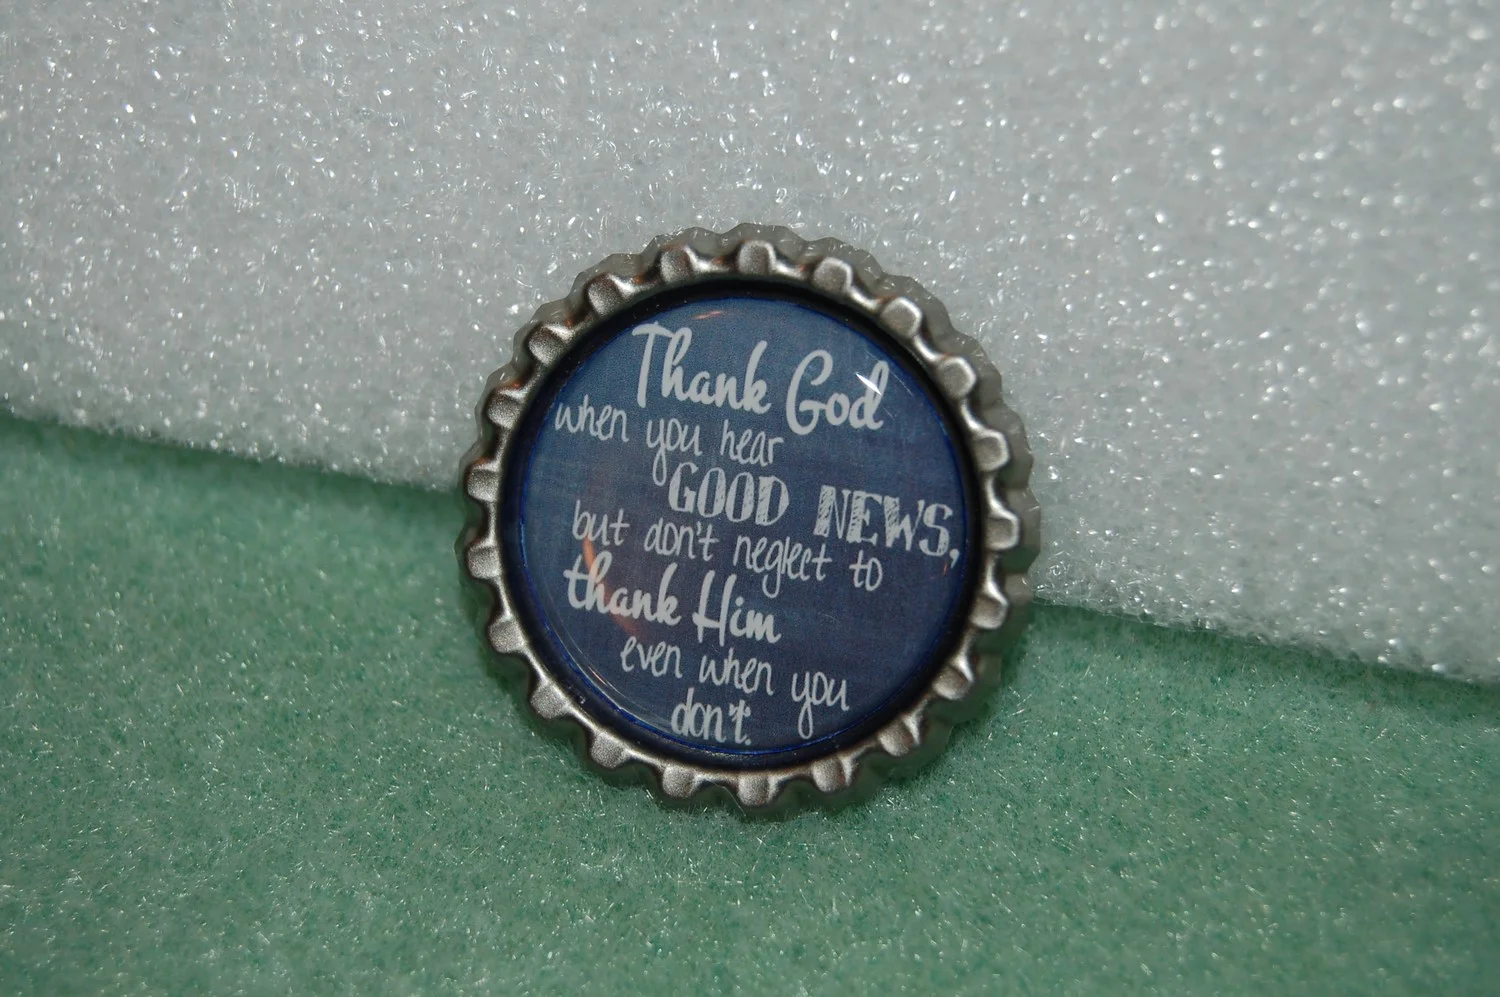 Thank God
when you hear
GOOD NEWS,
but don't neglect to
thank Him
even when you
don't.